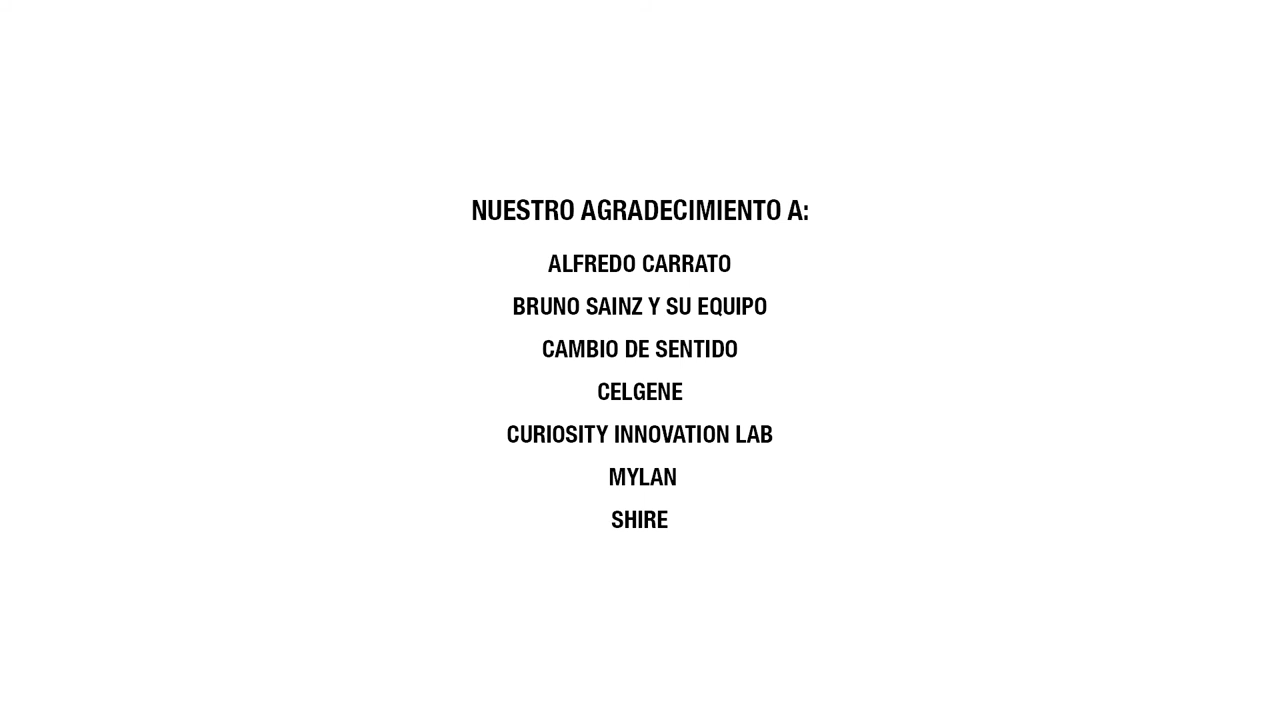 NUESTRO AGRADECIMIENTO A:
ALFREDO CARRATO
BRUNO SAINZ Y SU EQUIPO
CAMBIO DE SENTIDO
CELGENE
CURIOSITY INNOVATION LAB
MYLAN
SHIRE